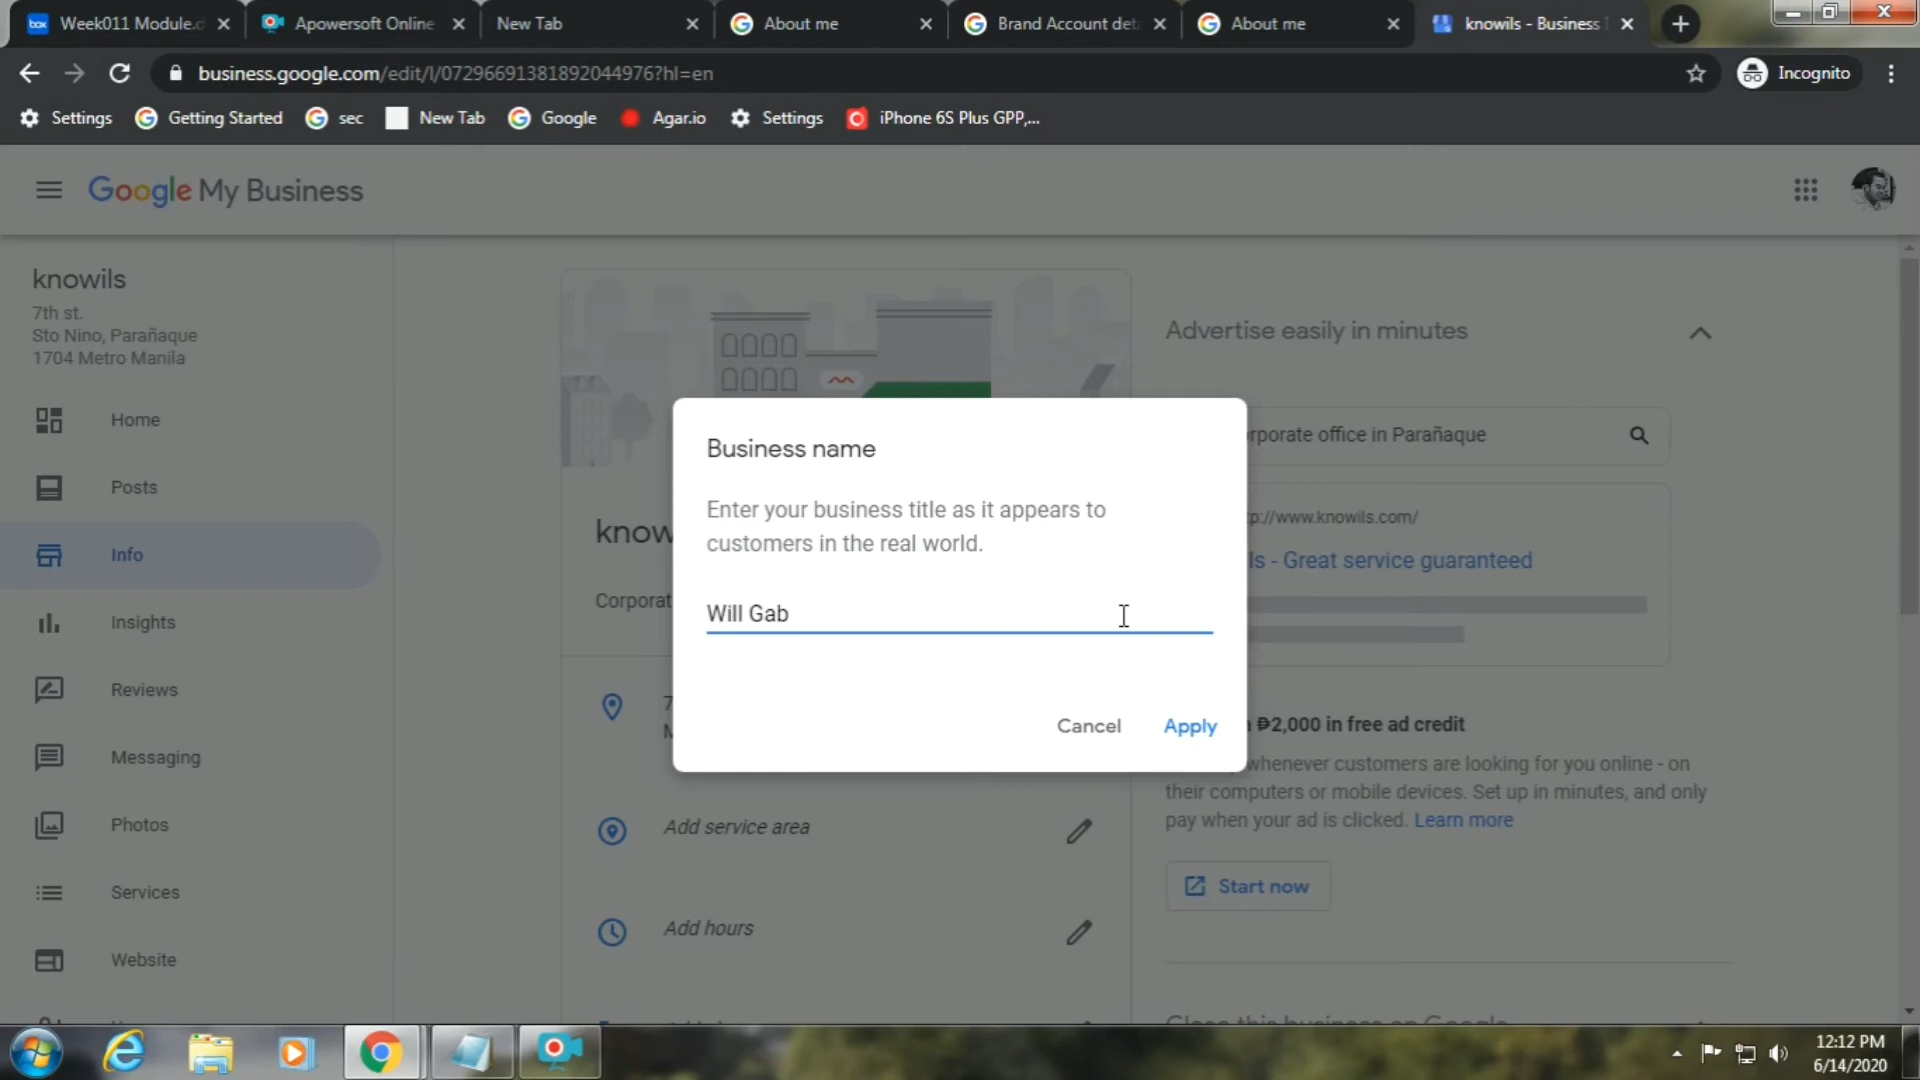 box Week011 Module.d
Apowersoft Online
New Tab
About me
Brand Account det
About me
knowils - Business
business.google.com/edit/l/07296691381892044976?hl=en
Incognito
Settings
Getting Started
sec
New Tab
Google
Agar.io
Settings
iPhone 6S Plus GPP,...
Google My Business
knowils
7th st.
Sto Nino, Parañaque
1704 Metro Manila
Home
Posts
Info
Insights
Reviews
Messaging
Photos
Services
Website
know
Corporat
7
M
Add service area
Add hours
Business name
Enter your business title as it appears to
customers in the real world.
Will Gab
Cancel
Apply
Advertise easily in minutes
rporate office in Parañaque
p://www.knowils.com/
ls - Great service guaranteed
₱2,000 in free ad credit
whenever customers are looking for you online - on
their computers or mobile devices. Set up in minutes, and only
pay when your ad is clicked. Learn more
Start now
Close this business on Google
12:12 PM
6/14/2020